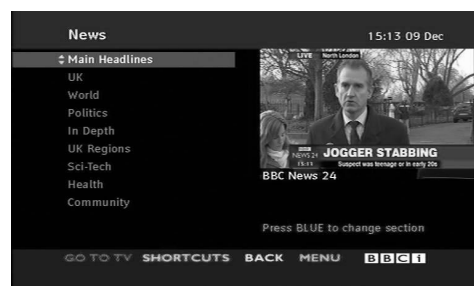 News
15:13 09 Dec
Main Headlines
UK
World
Politics
In Depth
UK Regions
Sci-Tech
Health
Community
LIVE North London
NEWS 24 JOGGER STABBING
15:13 Suspect was teenage or in early 20s
BBC News 24
Press BLUE to change section
GO TO TV SHORTCUTS BACK MENU BBCi